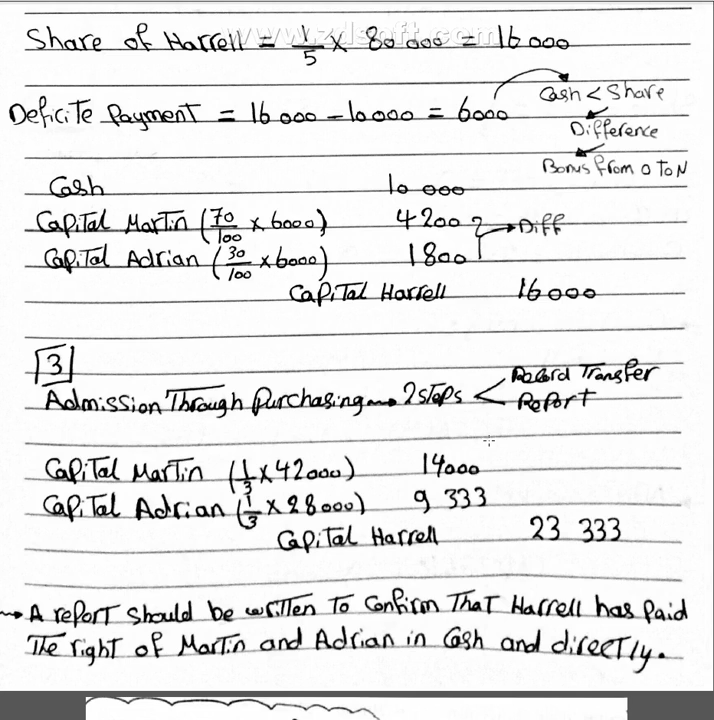 www.zdsoft.com
Share of Harrell = 1/5 x 80 000 = 16 000
Deficite Payment = 16 000 - 10 000 = 6000
Cash < Share
Difference
Bonus from O To N
Cash 10 000
Capital Martin (70/100 x 6000) 4200
Capital Adrian (30/100 x 6000) 1800
Diff
Capital Harrell 16 000
3
Admission Through Purchasing 2 steps
Record Transfer
Report
Capital Martin (1/3 x 42000) 14000
Capital Adrian (1/3 x 28000) 9 333
Capital Harrell 23 333
A report should be written To Confirm That Harrell has Paid
The right of Martin and Adrian in Cash and directly.